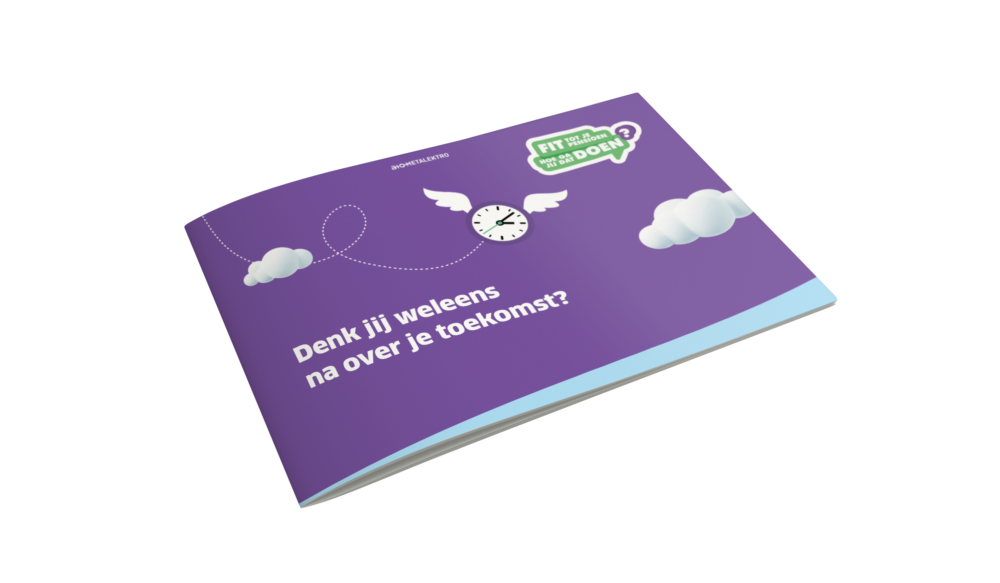 a+o METALEKTRO
FIT TOT JE
PENSIOEN
HOE GA
JIJ DAT DOEN?
Denk jij weleens
na over je toekomst?